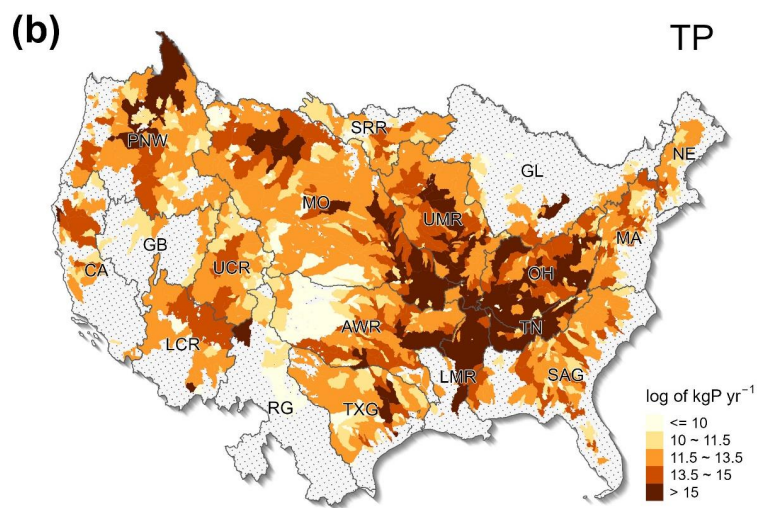 (b)
TP
PNW
SRR
GL
NE
MO
UMR
MA
GB
UCR
OH
CA
AWR
TN
LCR
LMR
SAG
RG
TXG
log of kgP yr⁻¹
<= 10
10 ~ 11.5
11.5 ~ 13.5
13.5 ~ 15
> 15